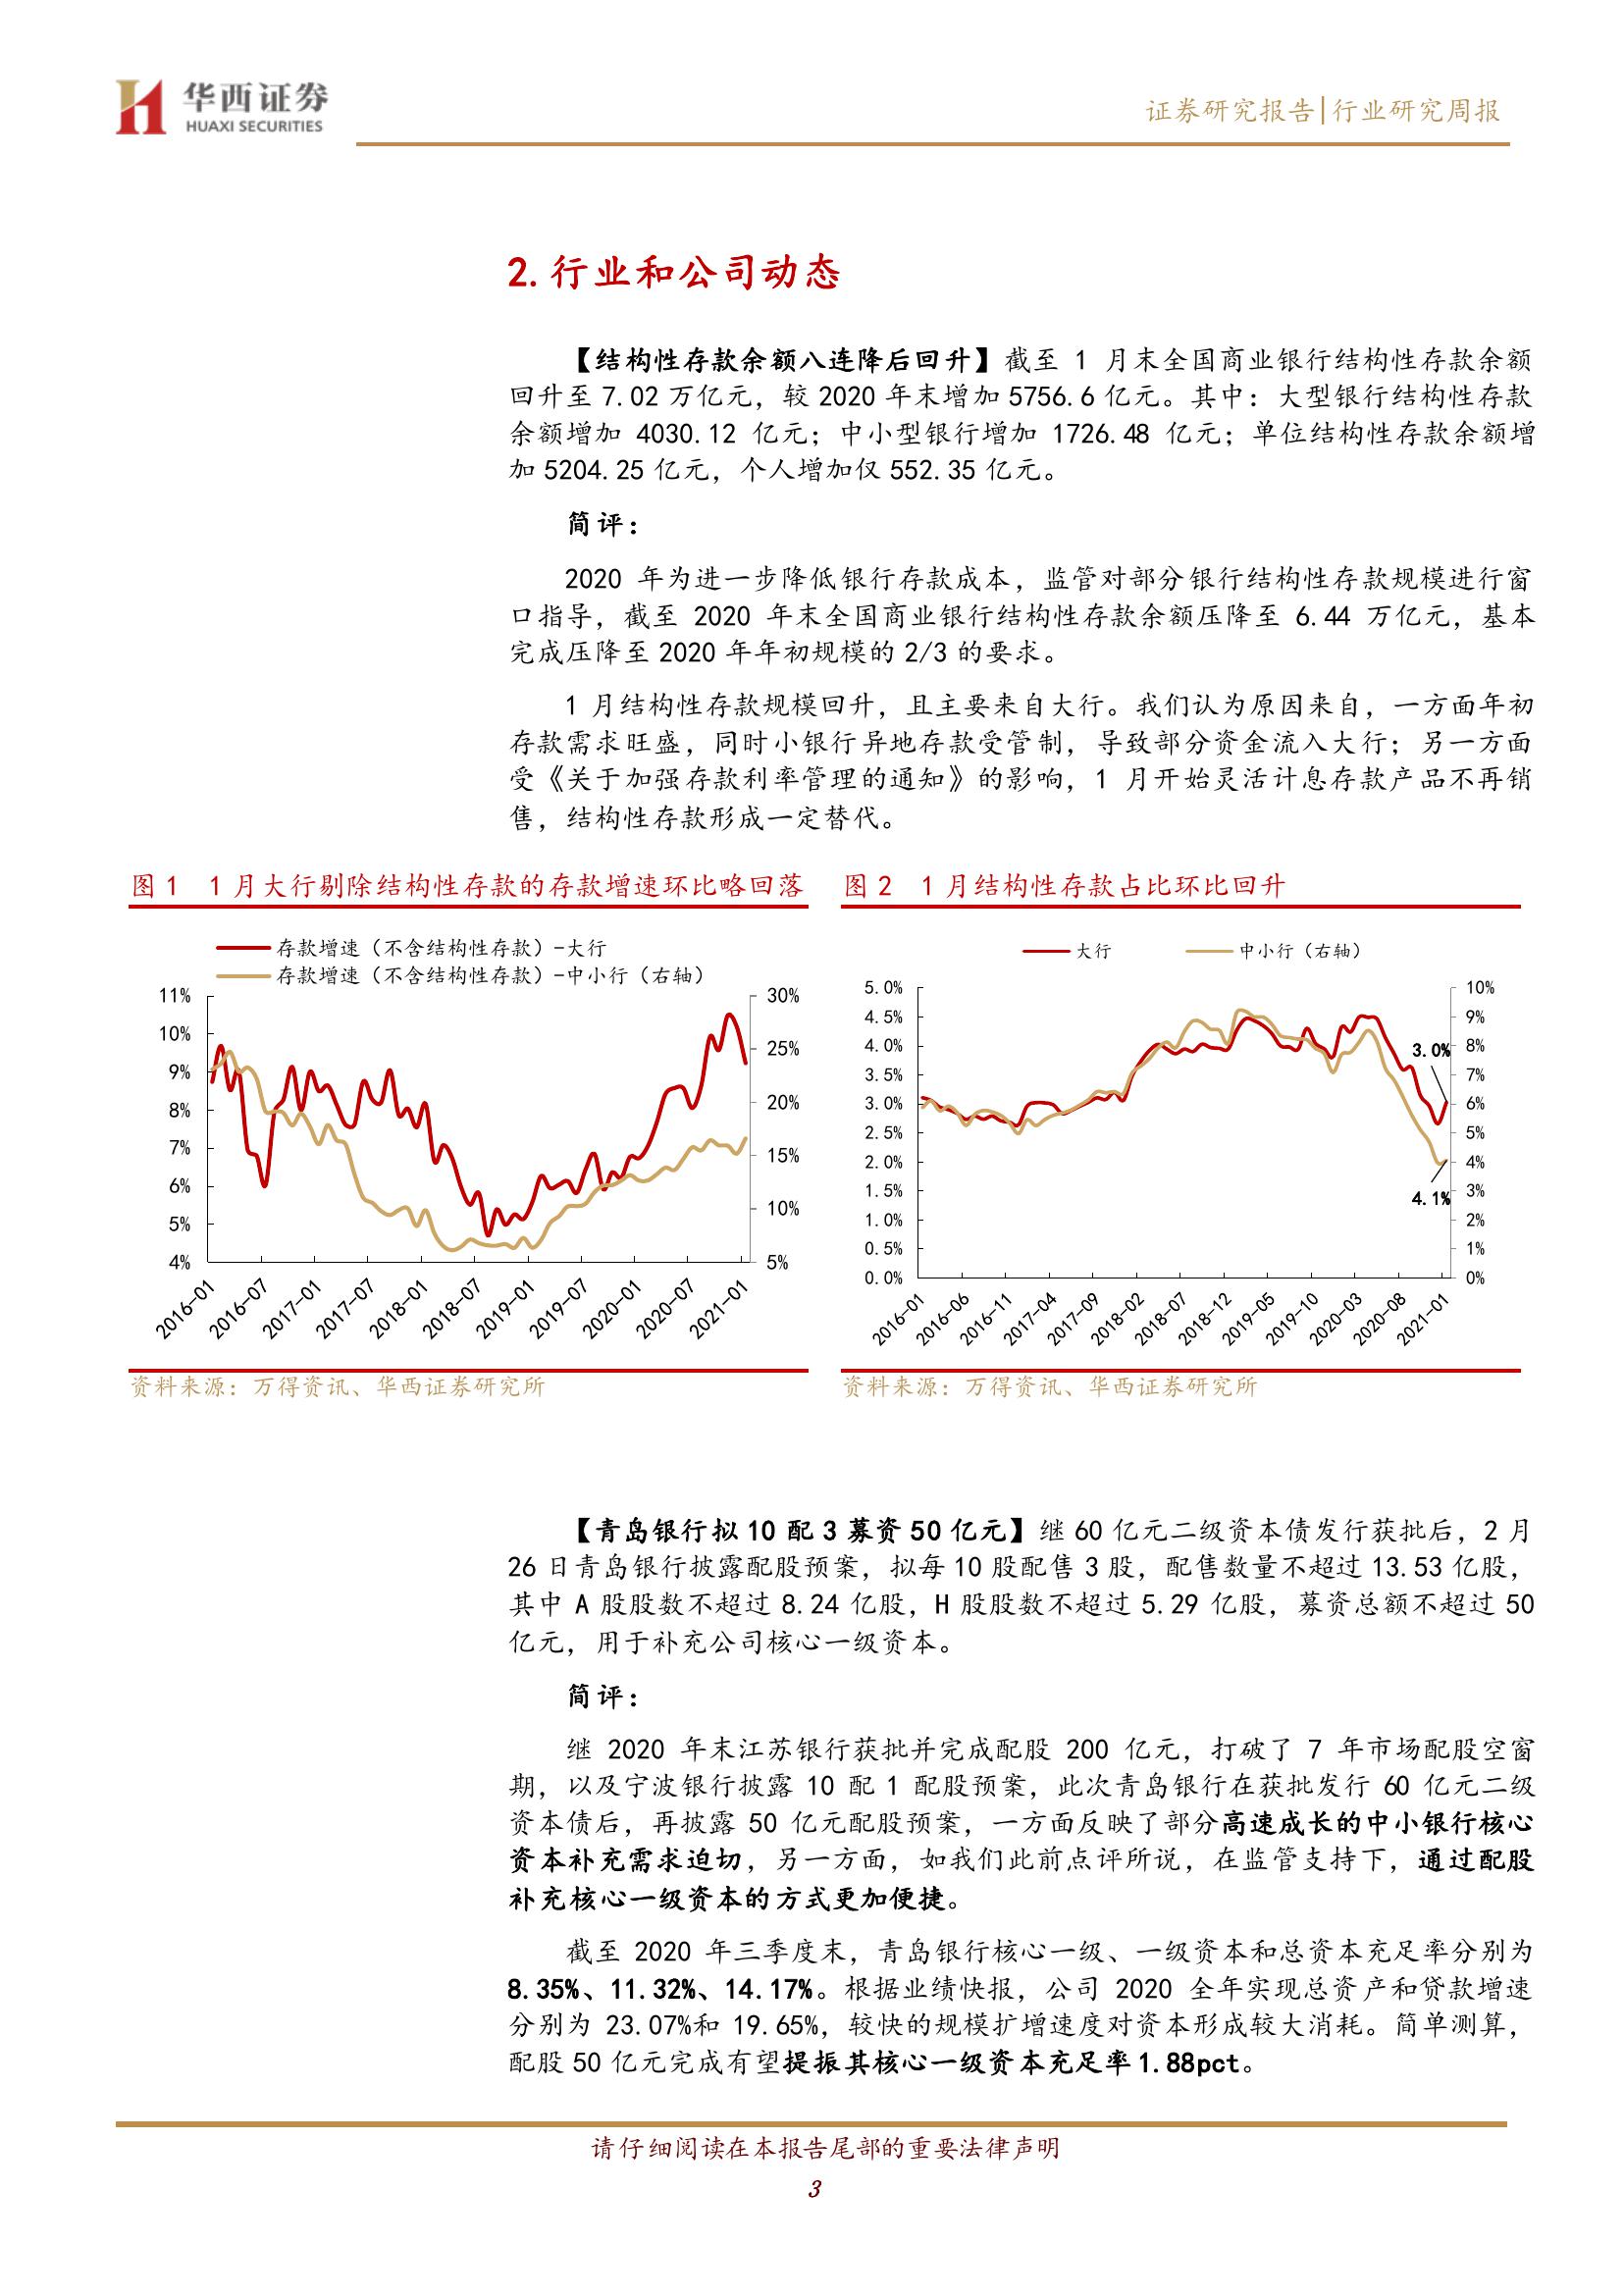 华西证券
HUAXI SECURITIES
证券研究报告|行业研究周报
2.行业和公司动态
【结构性存款余额八连降后回升】截至 1 月末全国商业银行结构性存款余额
回升至 7.02 万亿元，较 2020 年末增加 5756.6 亿元。其中：大型银行结构性存款
余额增加 4030.12 亿元；中小型银行增加 1726.48 亿元；单位结构性存款余额增
加 5204.25 亿元，个人增加仅 552.35 亿元。
简评：
2020 年为进一步降低银行存款成本，监管对部分银行结构性存款规模进行窗
口指导，截至 2020 年末全国商业银行结构性存款余额压降至 6.44 万亿元，基本
完成压降至 2020 年年初规模的 2/3 的要求。
1 月结构性存款规模回升，且主要来自大行。我们认为原因来自，一方面年初
存款需求旺盛，同时小银行异地存款受管制，导致部分资金流入大行；另一方面
受《关于加强存款利率管理的通知》的影响，1 月开始灵活计息存款产品不再销
售，结构性存款形成一定替代。
图 1 1 月大行剔除结构性存款的存款增速环比略回落
存款增速（不含结构性存款）-大行
存款增速（不含结构性存款）-中小行（右轴）
11%
10%
9%
8%
7%
6%
5%
4%
30%
25%
20%
15%
10%
5%
2016-01
2016-07
2017-01
2017-07
2018-01
2018-07
2019-01
2019-07
2020-01
2020-07
2021-01
资料来源：万得资讯、华西证券研究所
图 2 1 月结构性存款占比环比回升
大行
中小行（右轴）
5.0%
4.5%
4.0%
3.5%
3.0%
2.5%
2.0%
1.5%
1.0%
0.5%
0.0%
3.0%
4.1%
10%
9%
8%
7%
6%
5%
4%
3%
2%
1%
0%
2016-01
2016-06
2016-11
2017-04
2017-09
2018-02
2018-07
2018-12
2019-05
2019-10
2020-03
2020-08
2021-01
资料来源：万得资讯、华西证券研究所
【青岛银行拟 10 配 3 募资 50 亿元】继 60 亿元二级资本债发行获批后，2 月
26 日青岛银行披露配股预案，拟每 10 股配售 3 股，配售数量不超过 13.53 亿股，
其中 A 股股数不超过 8.24 亿股，H 股股数不超过 5.29 亿股，募资总额不超过 50
亿元，用于补充公司核心一级资本。
简评：
继 2020 年末江苏银行获批并完成配股 200 亿元，打破了 7 年市场配股空窗
期，以及宁波银行披露 10 配 1 配股预案，此次青岛银行在获批发行 60 亿元二级
资本债后，再披露 50 亿元配股预案，一方面反映了部分高速成长的中小银行核心
资本补充需求迫切，另一方面，如我们此前点评所说，在监管支持下，通过配股
补充核心一级资本的方式更加便捷。
截至 2020 年三季度末，青岛银行核心一级、一级资本和总资本充足率分别为
8.35%、11.32%、14.17%。根据业绩快报，公司 2020 全年实现总资产和贷款增速
分别为 23.07%和 19.65%，较快的规模扩增速度对资本形成较大消耗。简单测算，
配股 50 亿元完成有望提振其核心一级资本充足率 1.88pct。
请仔细阅读在本报告尾部的重要法律声明
3